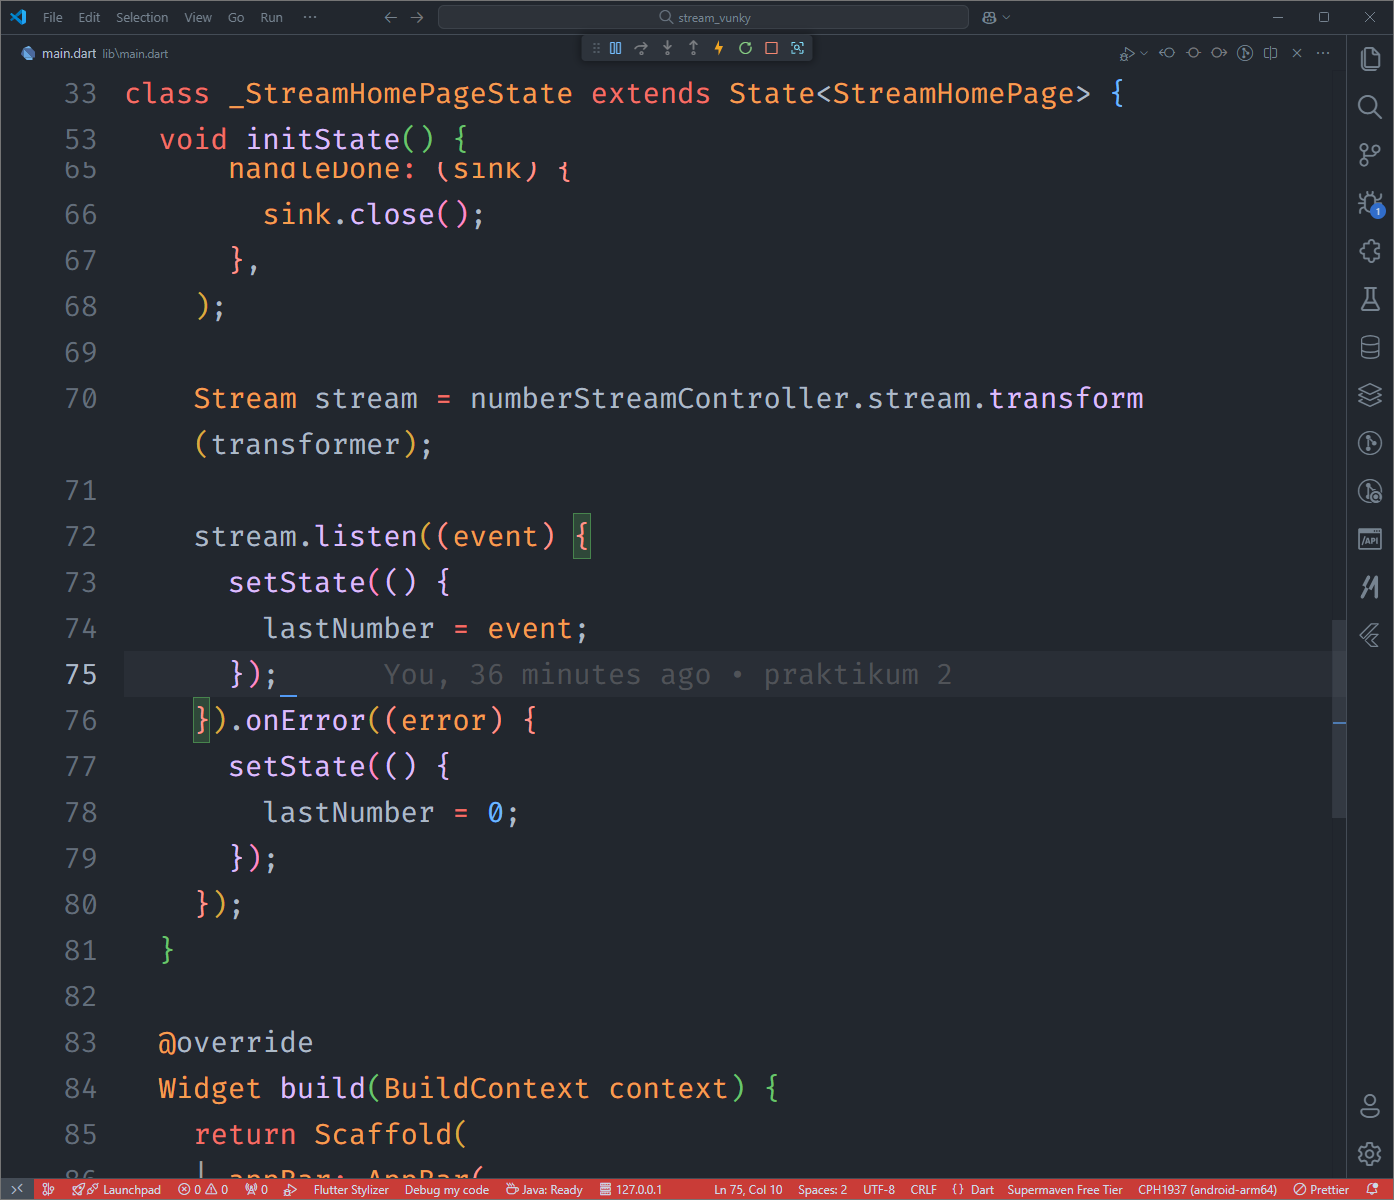 File Edit Selection View Go Run ··· stream_vunky
main.dart lib\main.dart
33 class _StreamHomePageState extends State<StreamHomePage> {
53 void initState() {
65 handleDone: (sink) {
66 sink.close();
67 },
68 );
69
70 Stream stream = numberStreamController.stream.transform
(transformer);
71
72 stream.listen((event) {
73 setState(() {
74 lastNumber = event;
75 }); You, 36 minutes ago • praktikum 2
76 }).onError((error) {
77 setState(() {
78 lastNumber = 0;
79 });
80 });
81 }
82
83 @override
84 Widget build(BuildContext context) {
85 return Scaffold(
86 appBar: AppBar(
1
/API
Launchpad 0 0 0 Flutter Stylizer Debug my code Java: Ready 127.0.0.1 Ln 75, Col 10 Spaces: 2 UTF-8 CRLF { } Dart Supermaven Free Tier CPH1937 (android-arm64) Prettier